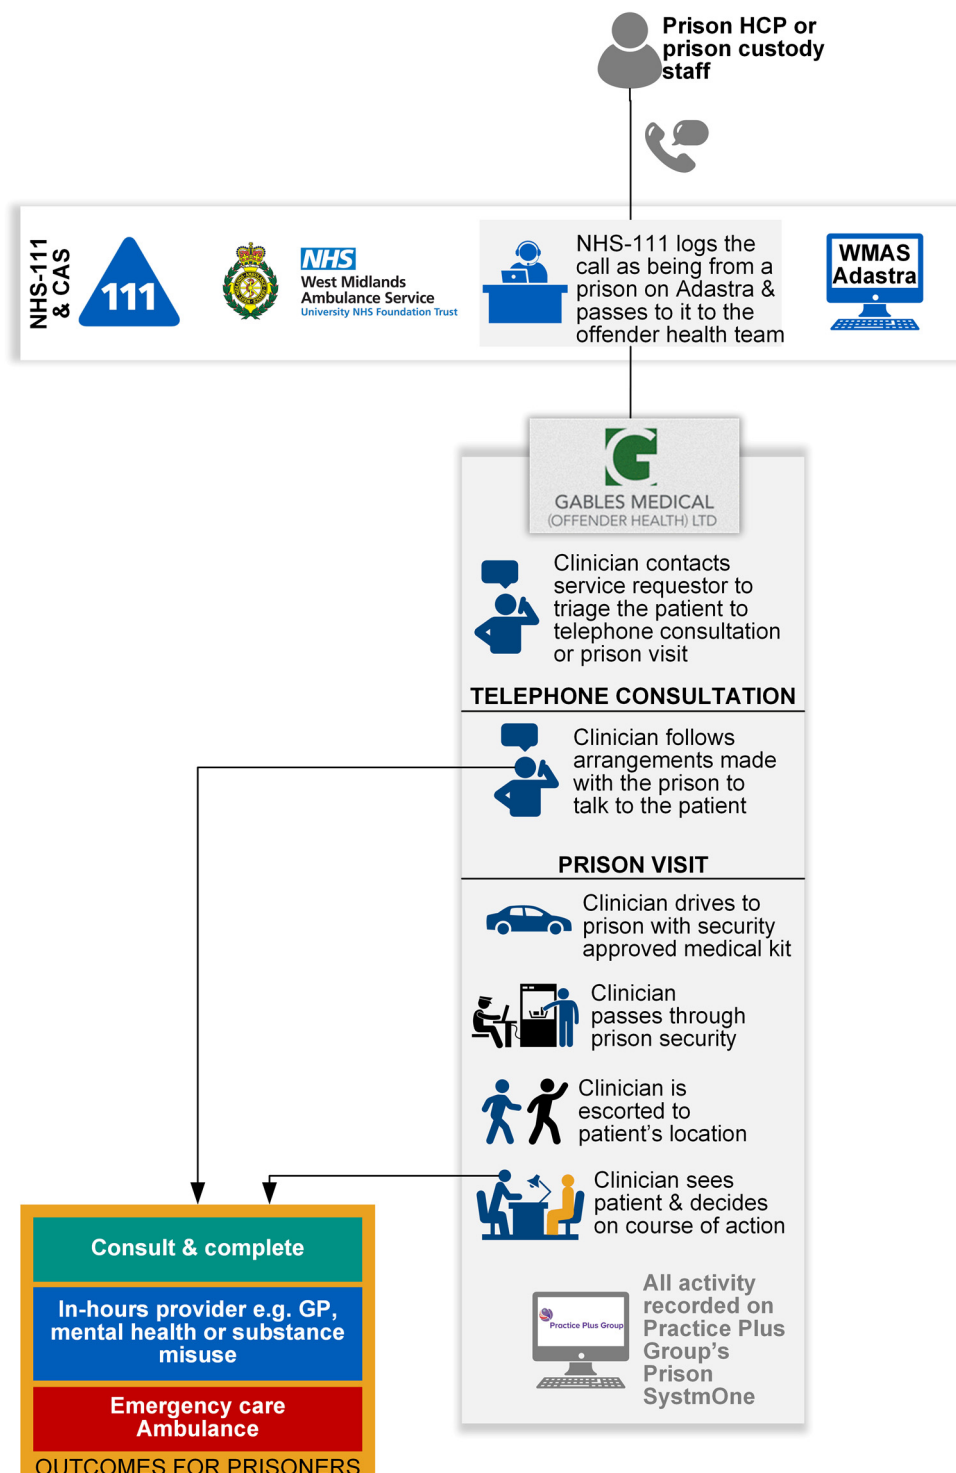 Prison HCP or
prison custody
staff
NHS-111
& CAS
111
NHS
West Midlands
Ambulance Service
University NHS Foundation Trust
NHS-111 logs the
call as being from a
prison on Adastra &
passes to it to the
offender health team
WMAS
Adastra
G
GABLES MEDICAL
(OFFENDER HEALTH) LTD
Clinician contacts
service requestor to
triage the patient to
telephone consultation
or prison visit
TELEPHONE CONSULTATION
Clinician follows
arrangements made
with the prison to
talk to the patient
PRISON VISIT
Clinician drives to
prison with security
approved medical kit
Clinician
passes through
prison security
Clinician is
escorted to
patient's location
Clinician sees
patient & decides
on course of action
Practice Plus Group
All activity
recorded on
Practice Plus
Group's
Prison
SystmOne
Consult & complete
In-hours provider e.g. GP,
mental health or substance
misuse
Emergency care
Ambulance
OUTCOMES FOR PRISONERS